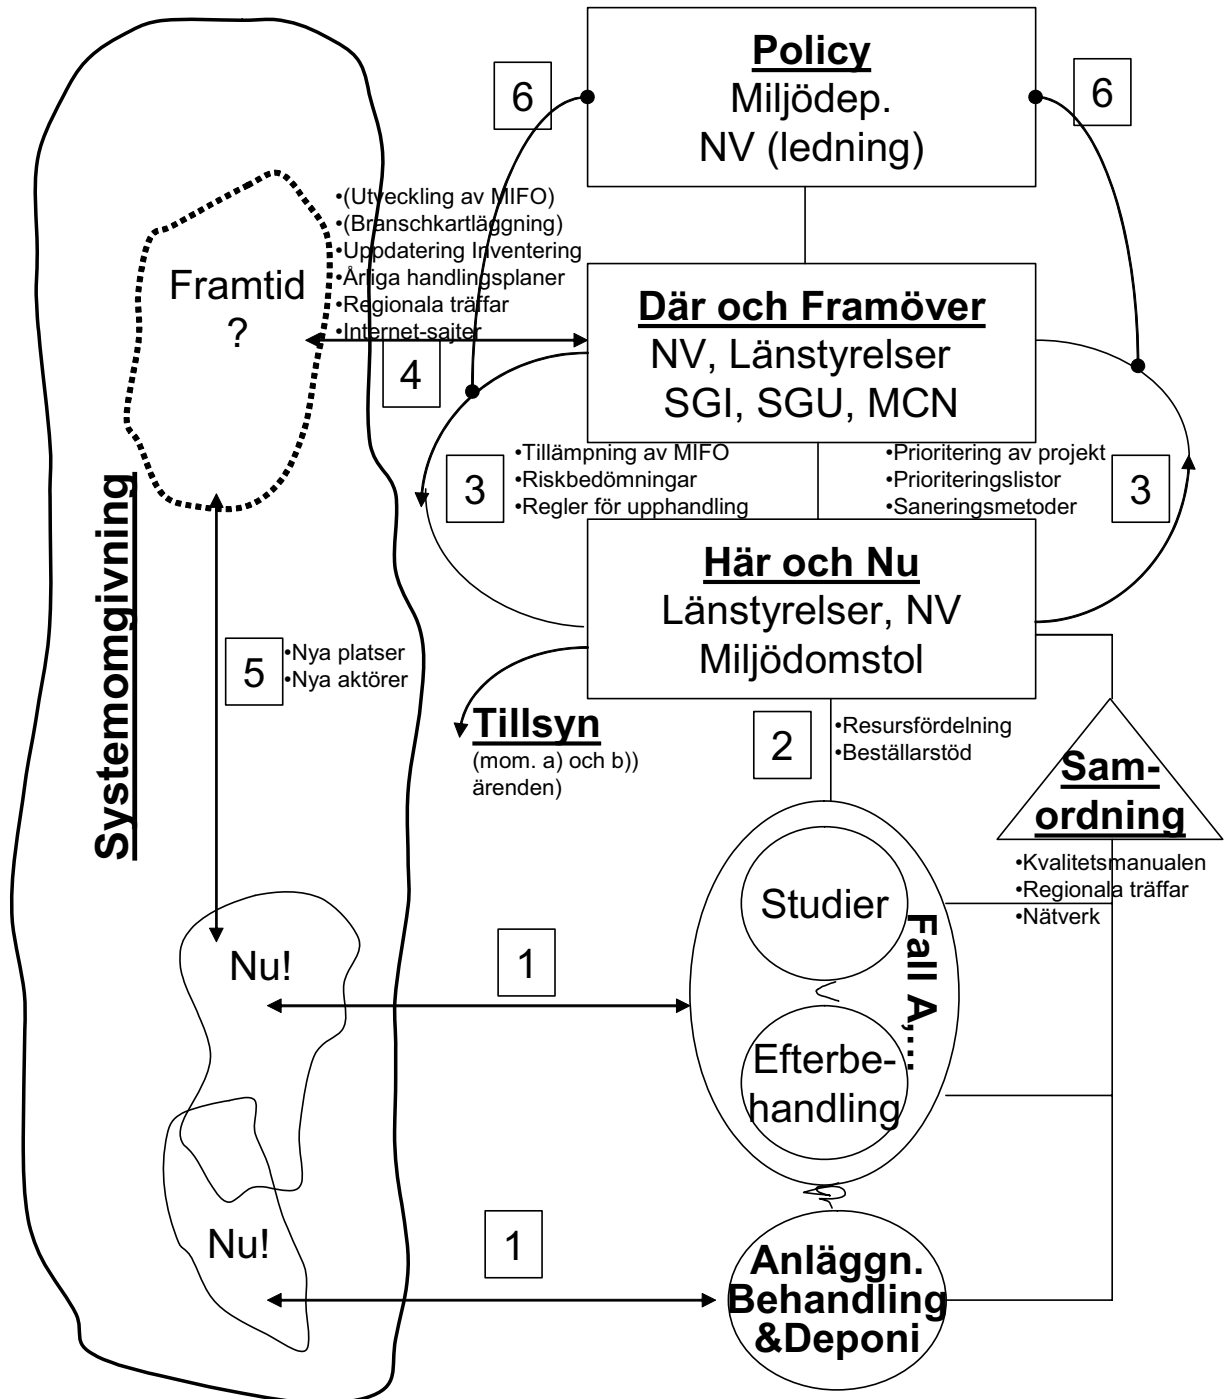 Policy
Miljödep.
NV (ledning)
6
6
•(Utveckling av MIFO)
•(Branschkartläggning)
•Uppdatering Inventering
•Årliga handlingsplaner
•Regionala träffar
•Internet-sajter
Framtid
?
4
Där och Framöver
NV, Länstyrelser
SGI, SGU, MCN
3
•Tillämpning av MIFO
•Riskbedömningar
•Regler för upphandling
•Prioritering av projekt
•Prioriteringslistor
•Saneringsmetoder
3
Här och Nu
Länstyrelser, NV
Miljödomstol
Systemomgivning
5
•Nya platser
•Nya aktörer
Tillsyn
(mom. a) och b))
ärenden)
2
•Resursfördelning
•Beställarstöd
Sam-
ordning
•Kvalitetsmanualen
•Regionala träffar
•Nätverk
Studier
Fall A,...
Efterbe-
handling
Nu!
1
Nu!
1
Anläggn.
Behandling
&Deponi